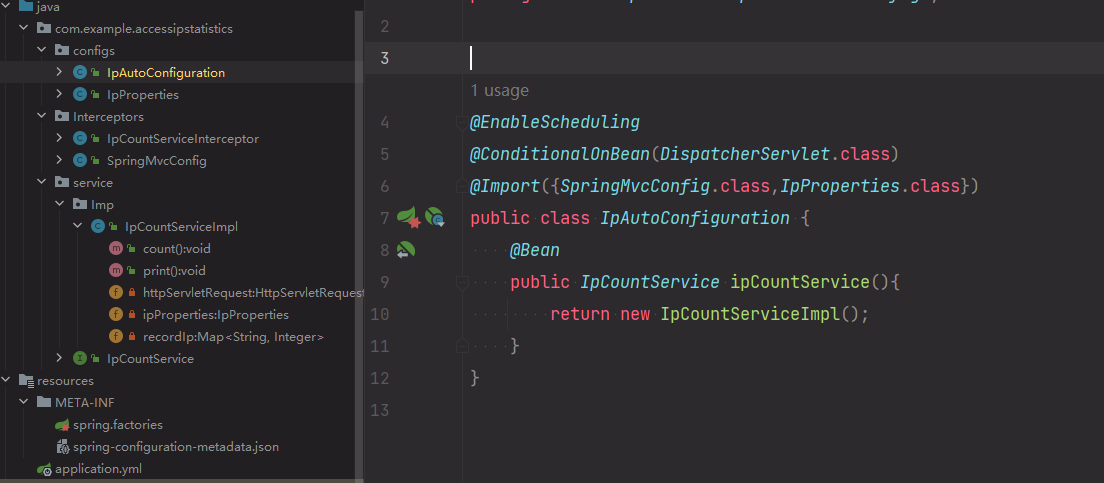 java
com.example.accessipstatistics
configs
IpAutoConfiguration
IpProperties
Interceptors
IpCountServiceInterceptor
SpringMvcConfig
service
Imp
IpCountServiceImpl
count():void
print():void
httpServletRequest:HttpServletRequest
ipProperties:IpProperties
recordIp:Map<String, Integer>
IpCountService
resources
META-INF
spring.factories
spring-configuration-metadata.json
application.yml
2
3
1 usage
4 @EnableScheduling
5 @ConditionalOnBean(DispatcherServlet.class)
6 @Import({SpringMvcConfig.class,IpProperties.class})
7 public class IpAutoConfiguration {
8 @Bean
9 public IpCountService ipCountService(){
10 return new IpCountServiceImpl();
11 }
12 }
13